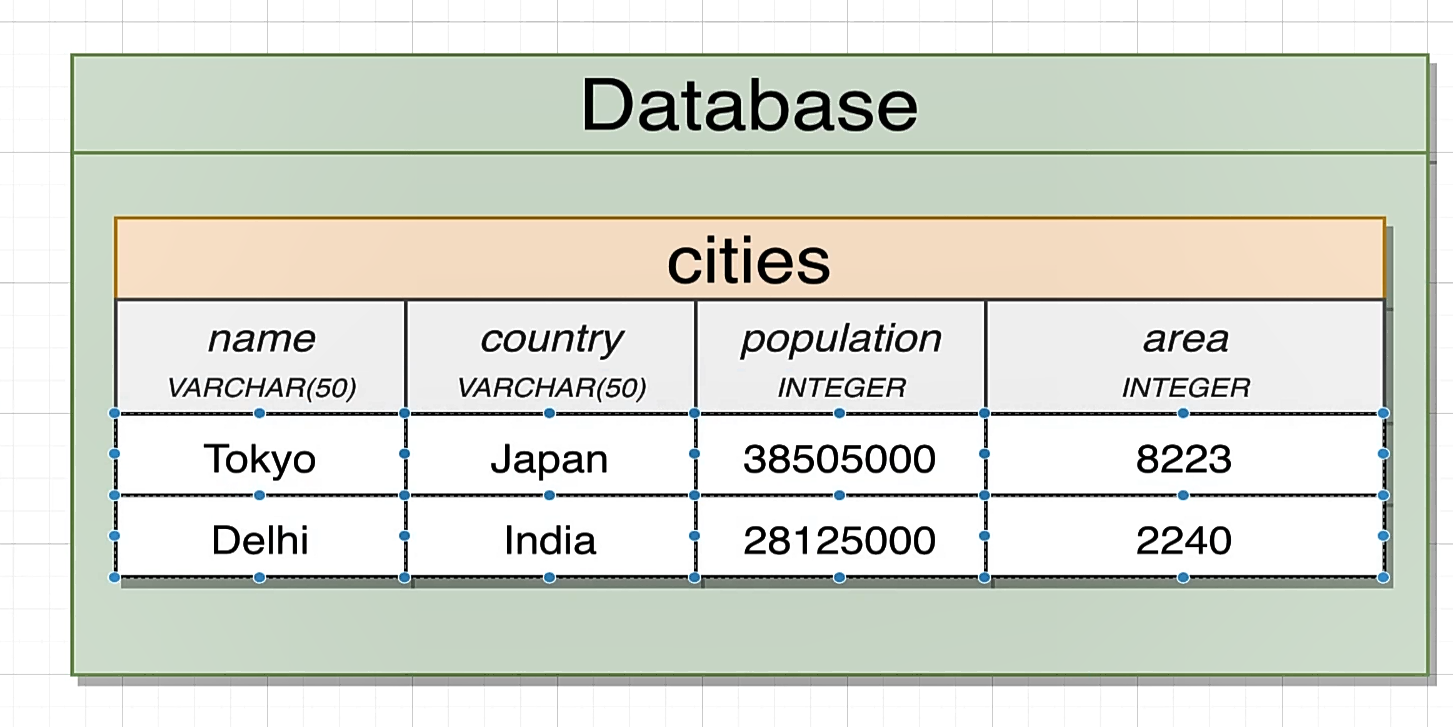 Database
cities
name country population area
VARCHAR(50) VARCHAR(50) INTEGER INTEGER
Tokyo Japan 38505000 8223
Delhi India 28125000 2240